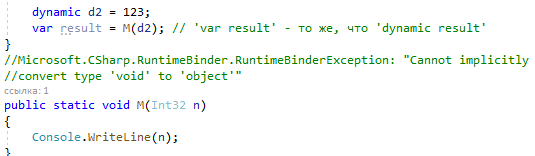 dynamic d2 = 123;
var result = M(d2); // 'var result' - то же, что 'dynamic result'
}
//Microsoft.CSharp.RuntimeBinder.RuntimeBinderException: "Cannot implicitly
//convert type 'void' to 'object'"
ссылка: 1
public static void M(Int32 n)
{
Console.WriteLine(n);
}